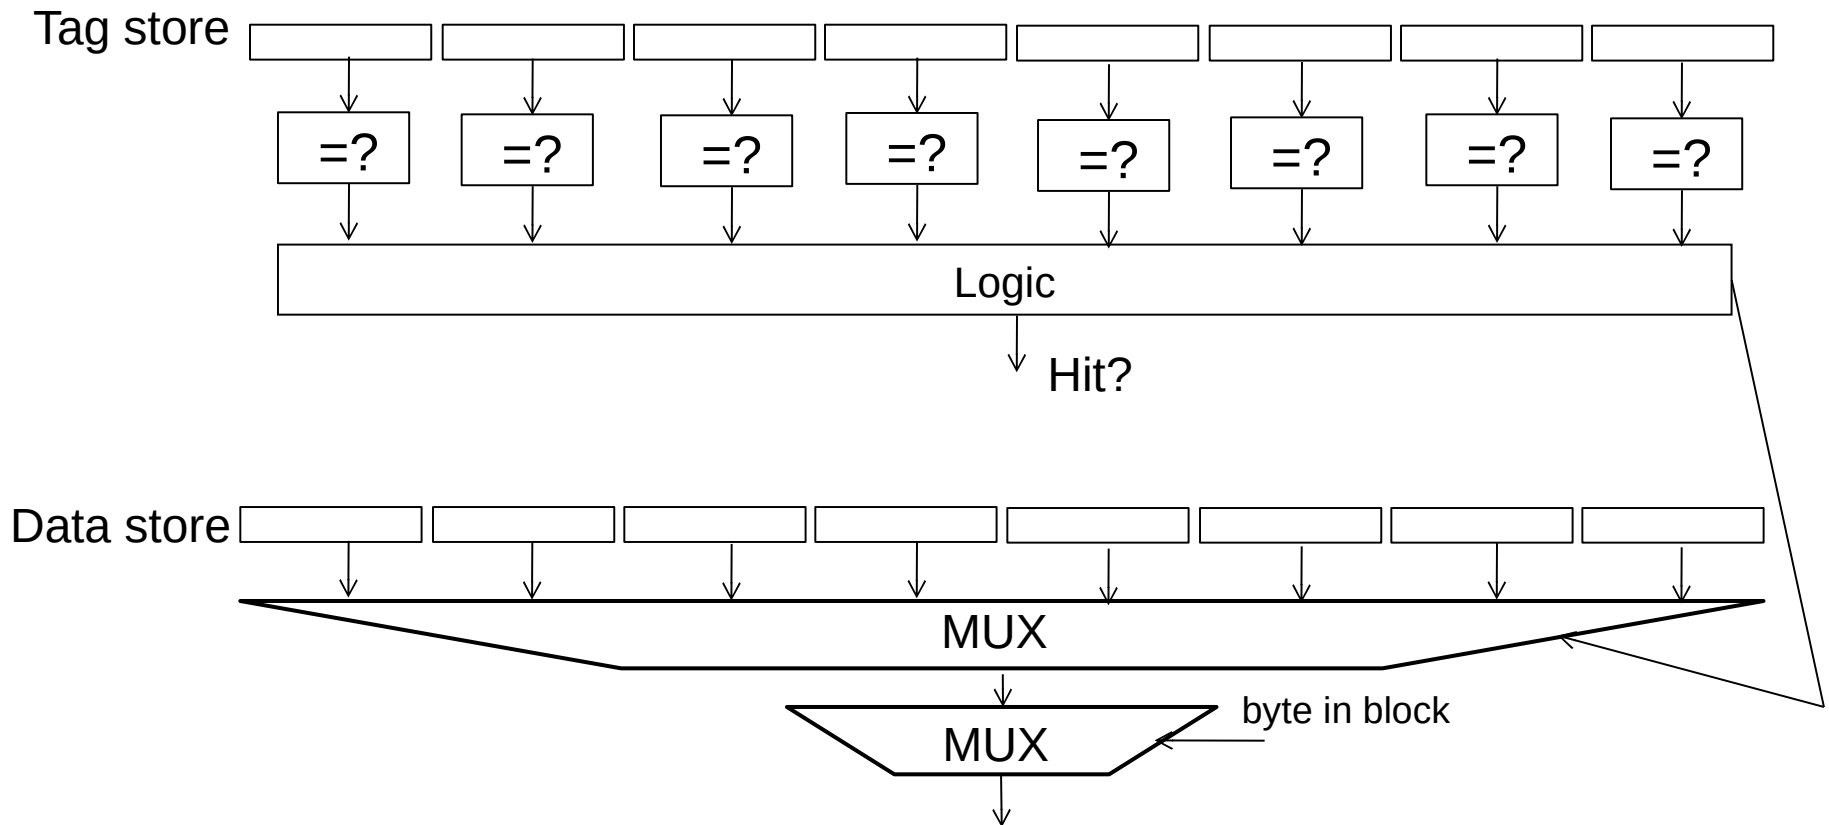 Tag store
=? =? =? =? =? =? =? =?
Logic
Hit?
Data store
MUX
byte in block
MUX